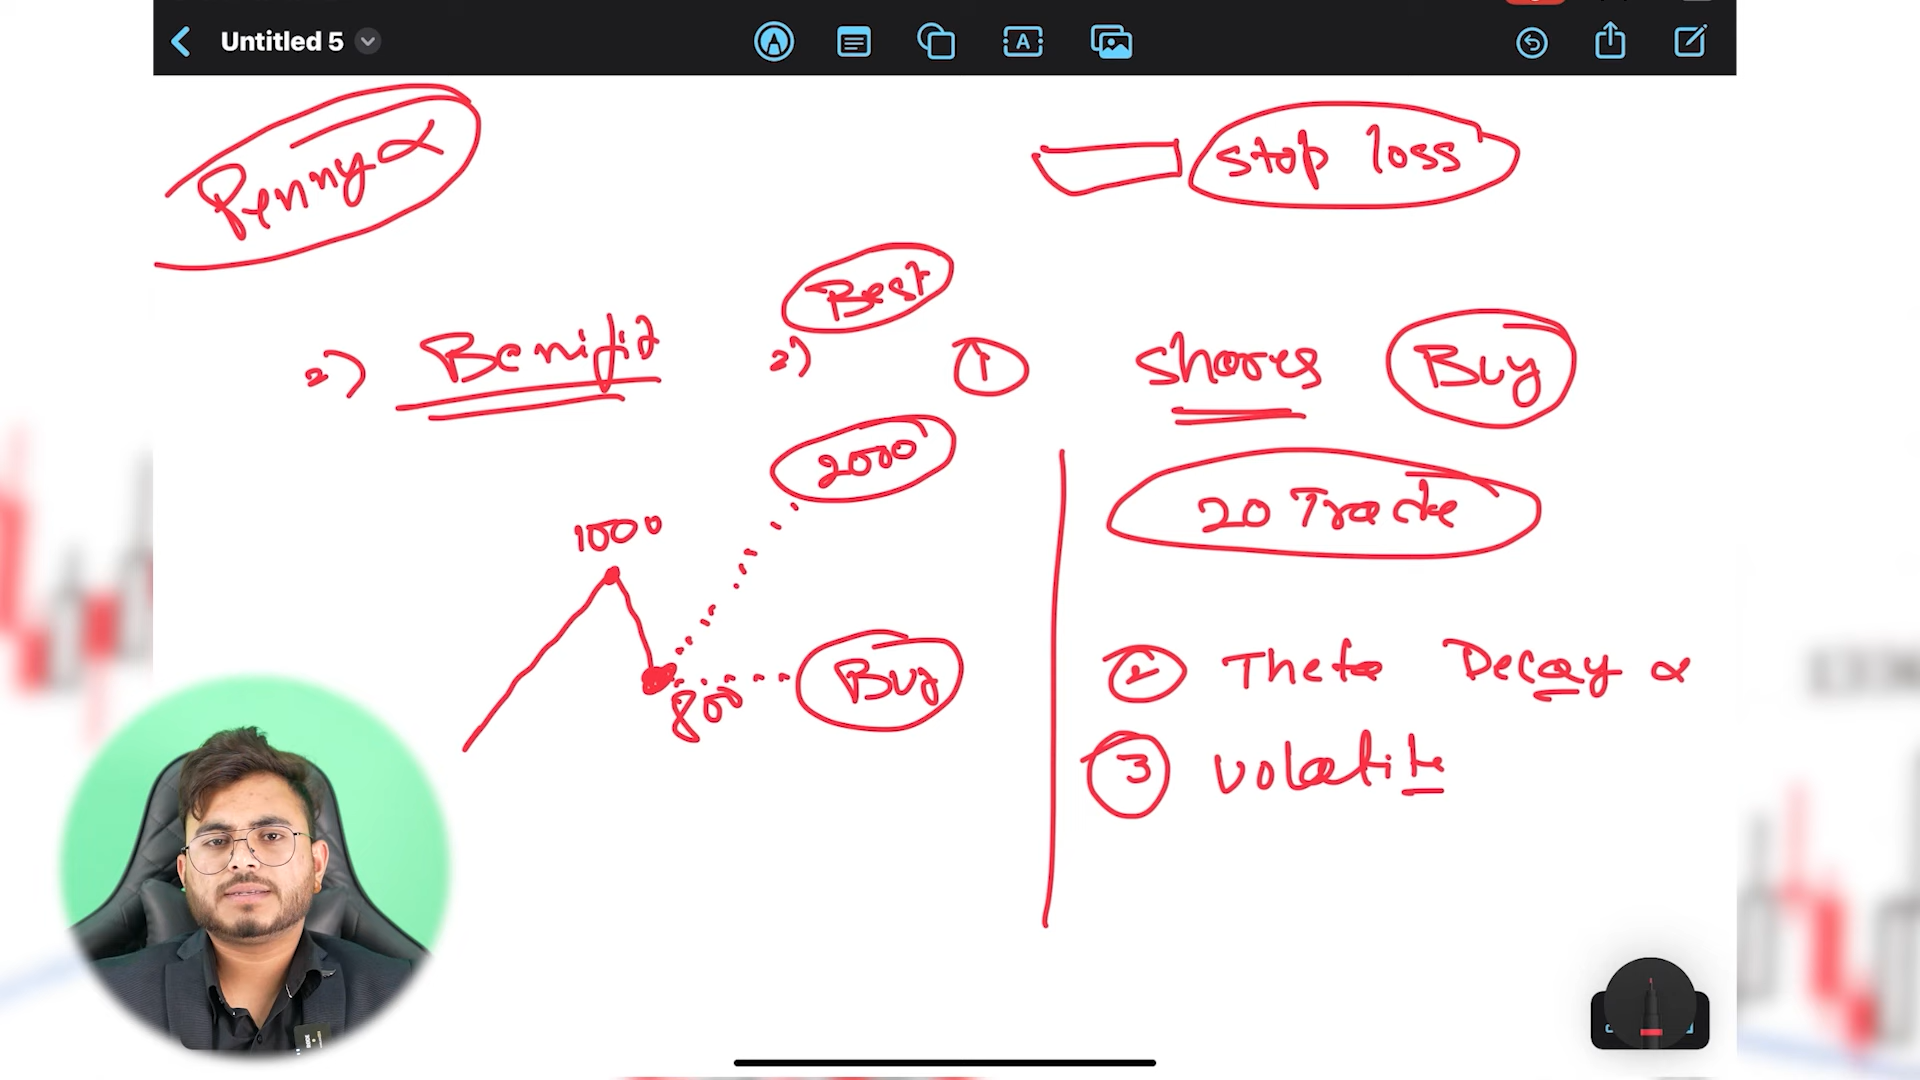 Untitled 5
Penny
stop loss
Best
2) Benifit
2)
1 shares Buy
2000
20 Trade
1000
800
Buy
2 Theta Decay
3 volatile